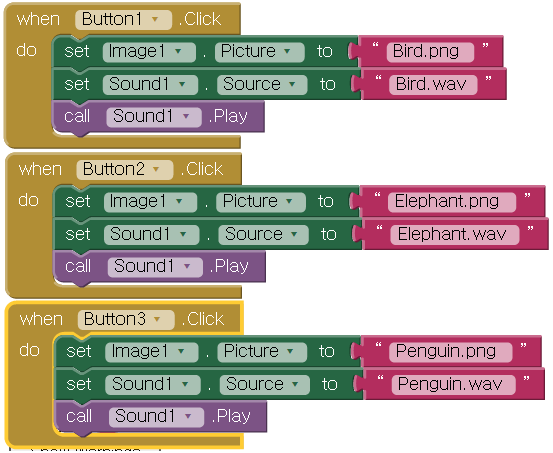 when Button1 .Click
do set Image1 . Picture to “ Bird.png ”
set Sound1 . Source to “ Bird.wav ”
call Sound1 .Play
when Button2 .Click
do set Image1 . Picture to “ Elephant.png ”
set Sound1 . Source to “ Elephant.wav ”
call Sound1 .Play
when Button3 .Click
do set Image1 . Picture to “ Penguin.png ”
set Sound1 . Source to “ Penguin.wav ”
call Sound1 .Play